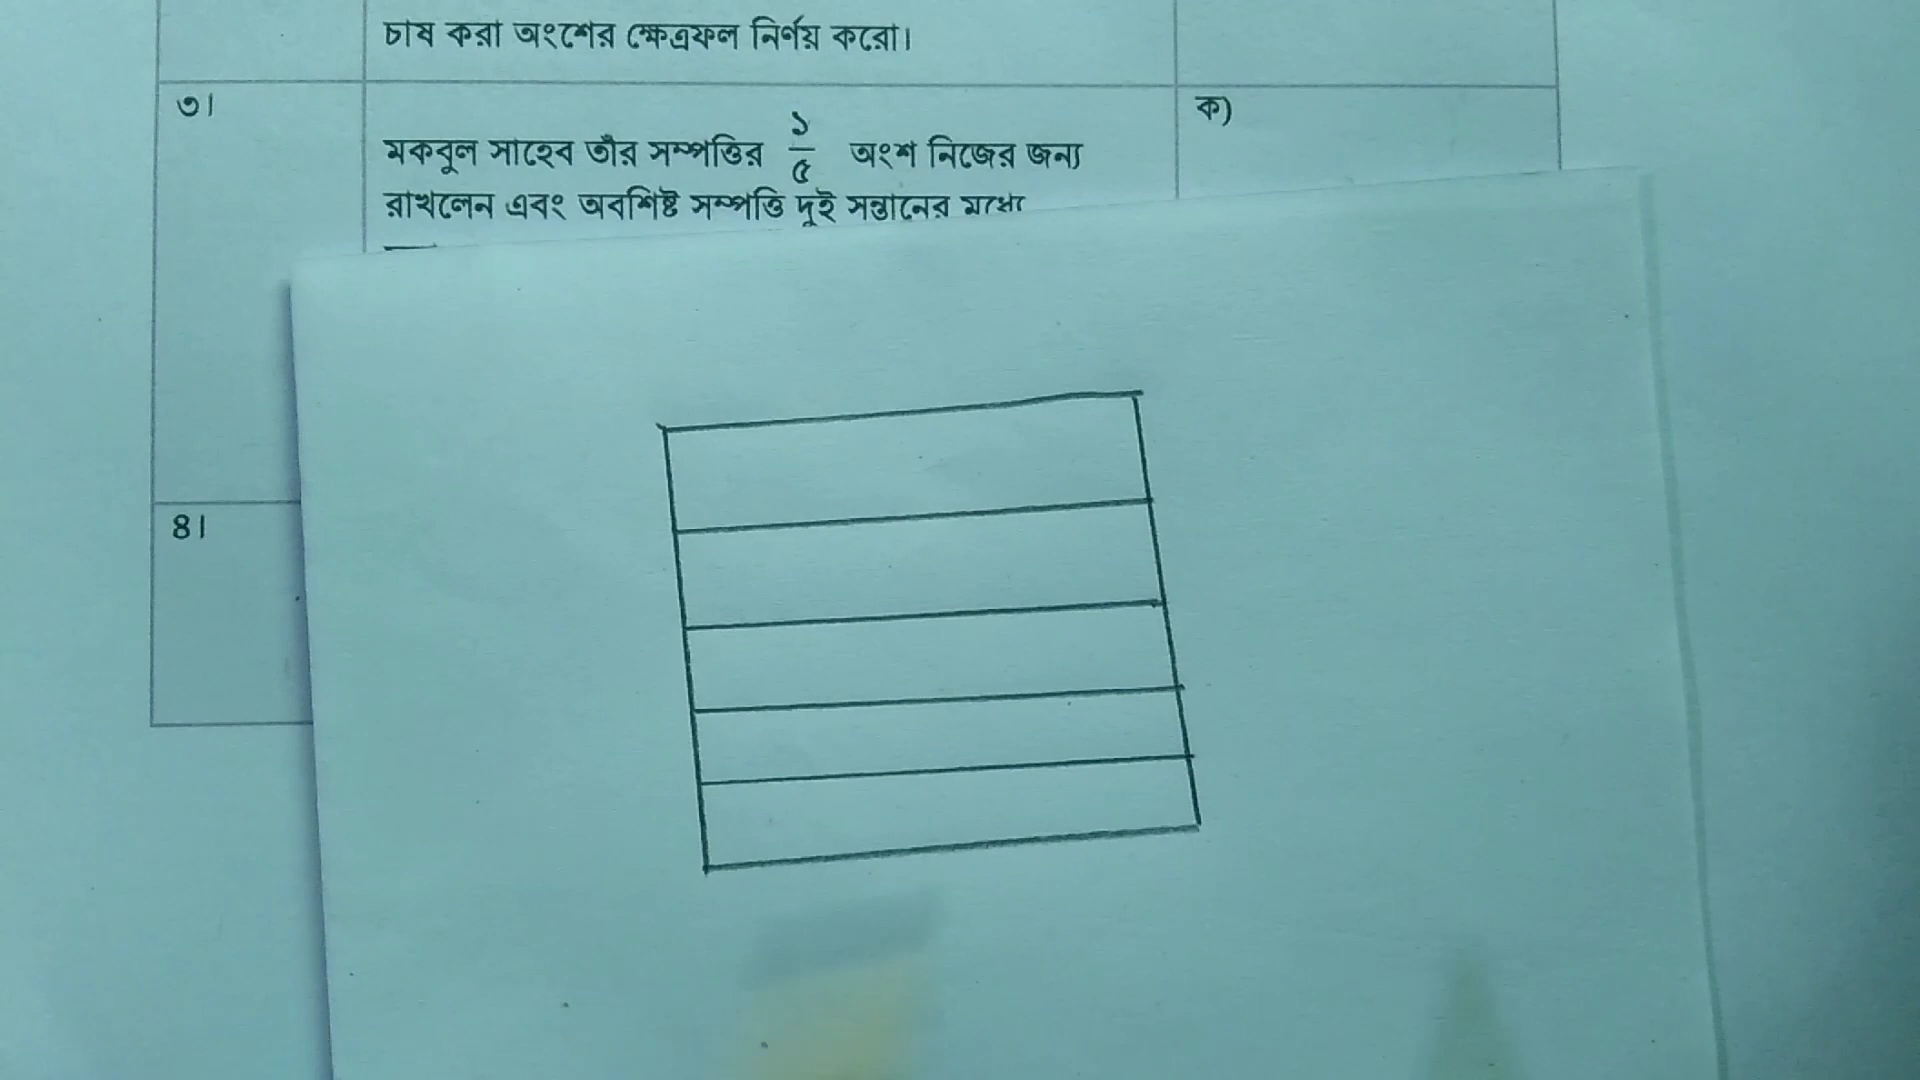 চাষ করা অংশের ক্ষেত্রফল নির্ণয় করো।
৩।
ক)
মকবুল সাহেব তাঁর সম্পত্তির ১/৫ অংশ নিজের জন্য
রাখলেন এবং অবশিষ্ট সম্পত্তি দুই সন্তানের মধ্যে
৪।